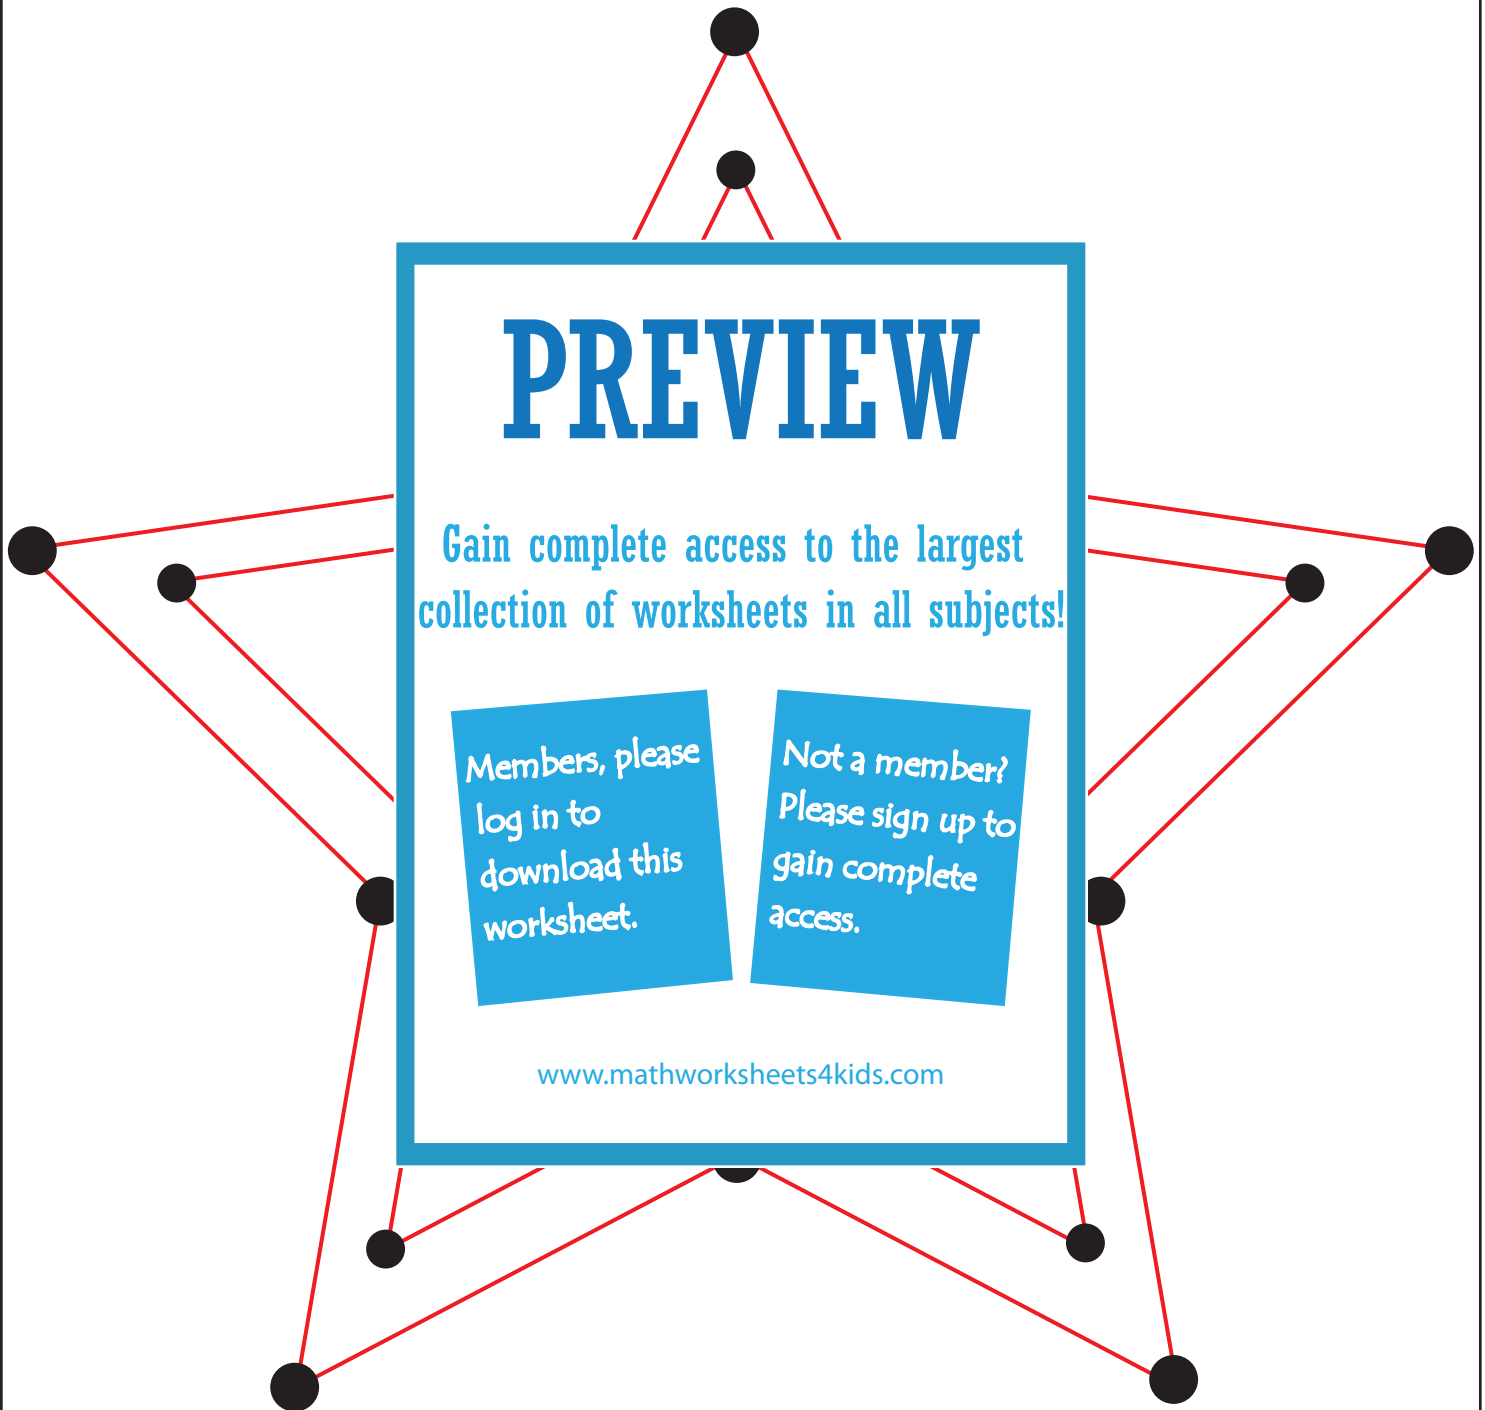 PREVIEW
Gain complete access to the largest
collection of worksheets in all subjects!
Members, please
log in to
download this
worksheet.
Not a member?
Please sign up to
gain complete
access.
www.mathworksheets4kids.com